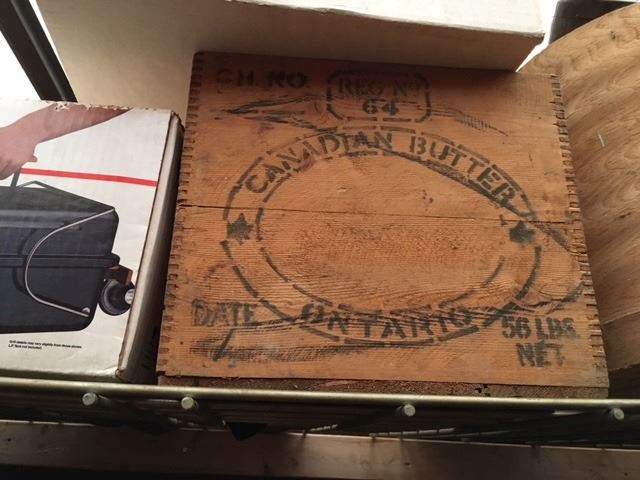 CH. NO.
REG Nº
64
CANADIAN BUTTER
DATE
ONTARIO
56 LBS.
NET